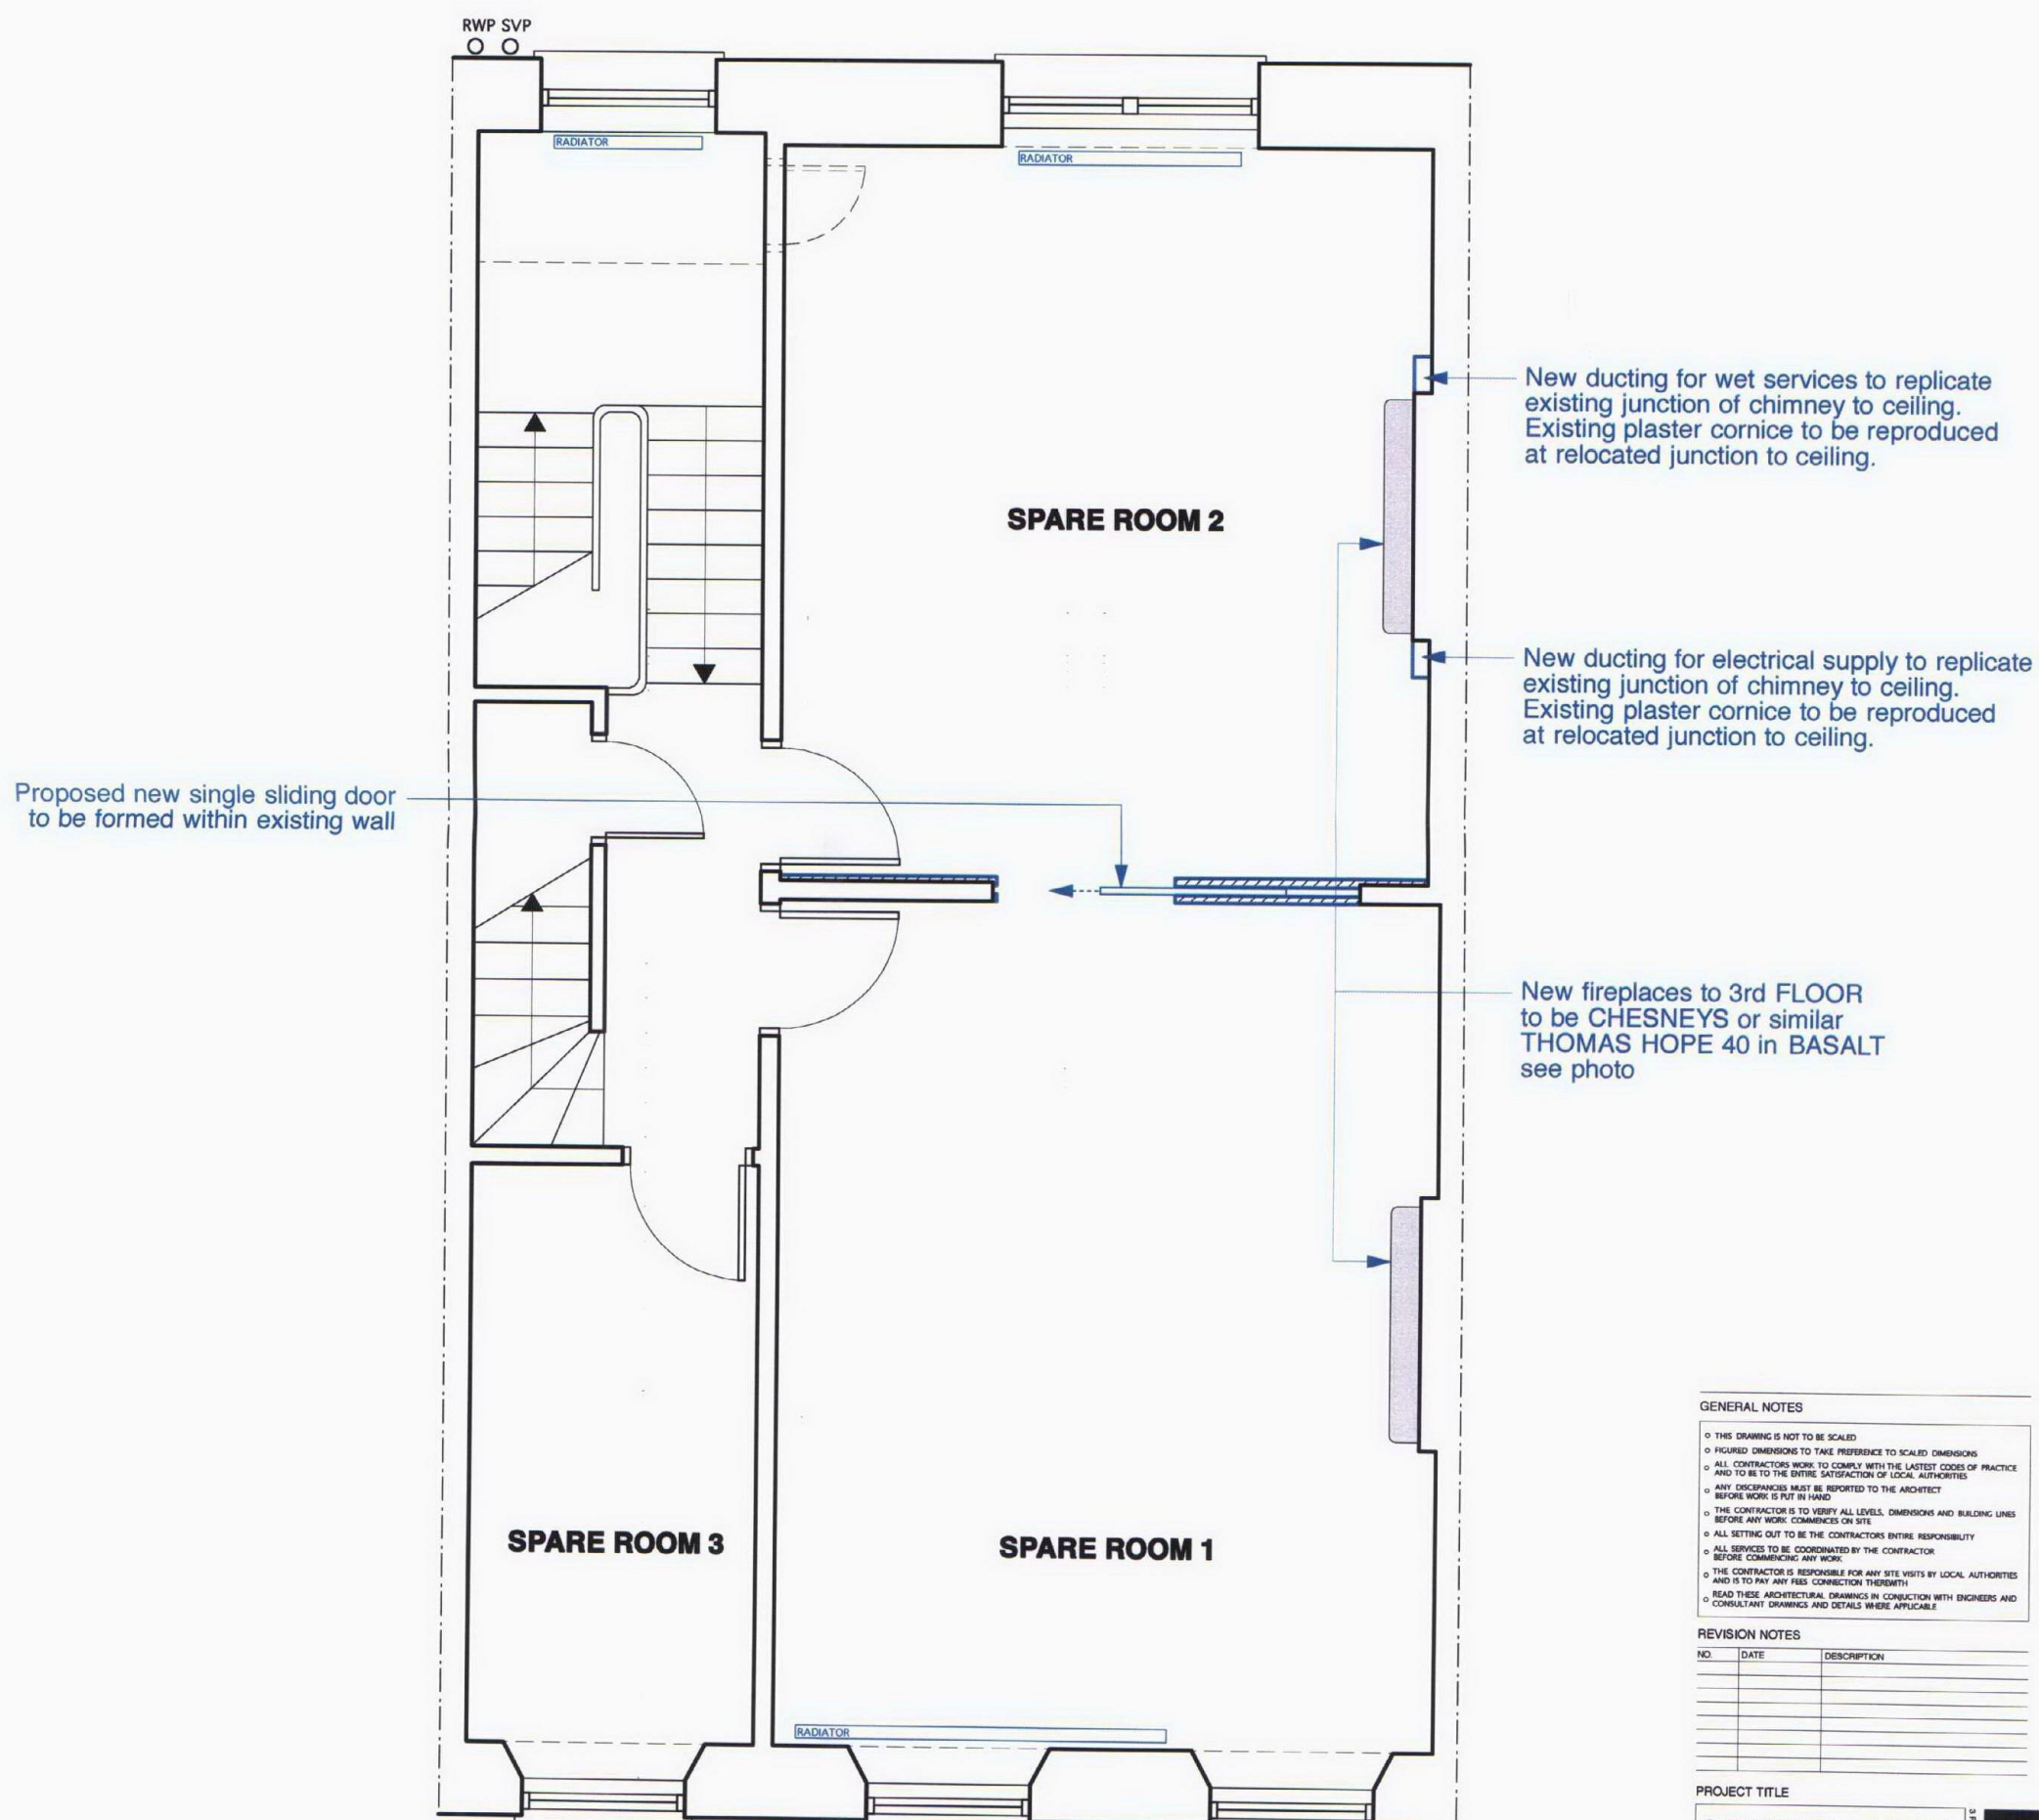 RWP SVP
RADIATOR
RADIATOR
New ducting for wet services to replicate
existing junction of chimney to ceiling.
Existing plaster cornice to be reproduced
at relocated junction to ceiling.
SPARE ROOM 2
New ducting for electrical supply to replicate
existing junction of chimney to ceiling.
Existing plaster cornice to be reproduced
at relocated junction to ceiling.
Proposed new single sliding door
to be formed within existing wall
New fireplaces to 3rd FLOOR
to be CHESNEYS or similar
THOMAS HOPE 40 in BASALT
see photo
SPARE ROOM 3
SPARE ROOM 1
RADIATOR
GENERAL NOTES
THIS DRAWING IS NOT TO BE SCALED
FIGURED DIMENSIONS TO TAKE PREFERENCE TO SCALED DIMENSIONS
ALL CONTRACTORS WORK TO COMPLY WITH THE LASTEST CODES OF PRACTICE
AND TO BE TO THE ENTIRE SATISFACTION OF LOCAL AUTHORITIES
ANY DISCEPANCIES MUST BE REPORTED TO THE ARCHITECT
BEFORE WORK IS PUT IN HAND
THE CONTRACTOR IS TO VERIFY ALL LEVELS, DIMENSIONS AND BUILDING LINES
BEFORE ANY WORK COMMENCES ON SITE
ALL SETTING OUT TO BE THE CONTRACTORS ENTIRE RESPONSIBILITY
ALL SERVICES TO BE COORDINATED BY THE CONTRACTOR
BEFORE COMMENCING ANY WORK
THE CONTRACTOR IS RESPONSIBLE FOR ANY SITE VISITS BY LOCAL AUTHORITIES
AND IS TO PAY ANY FEES CONNECTION THEREWITH
READ THESE ARCHITECTURAL DRAWINGS IN CONJUCTION WITH ENGINEERS AND
CONSULTANT DRAWINGS AND DETAILS WHERE APPLICABLE
REVISION NOTES
NO. DATE DESCRIPTION
PROJECT TITLE